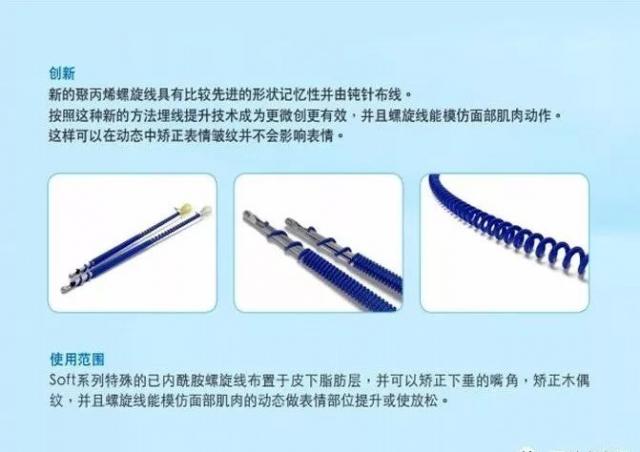 创新
新的聚丙烯螺旋线具有比较先进的形状记忆性并由钝针布线。
按照这种新的方法埋线提升技术成为更微创更有效，并且螺旋线能模仿面部肌肉动作。
这样可以在动态中矫正表情皱纹并不会影响表情。
使用范围
Soft系列特殊的已内酰胺螺旋线布置于皮下脂肪层，并可以矫正下垂的嘴角，矫正木偶
纹，并且螺旋线能模仿面部肌肉的动态做表情部位提升或使放松。